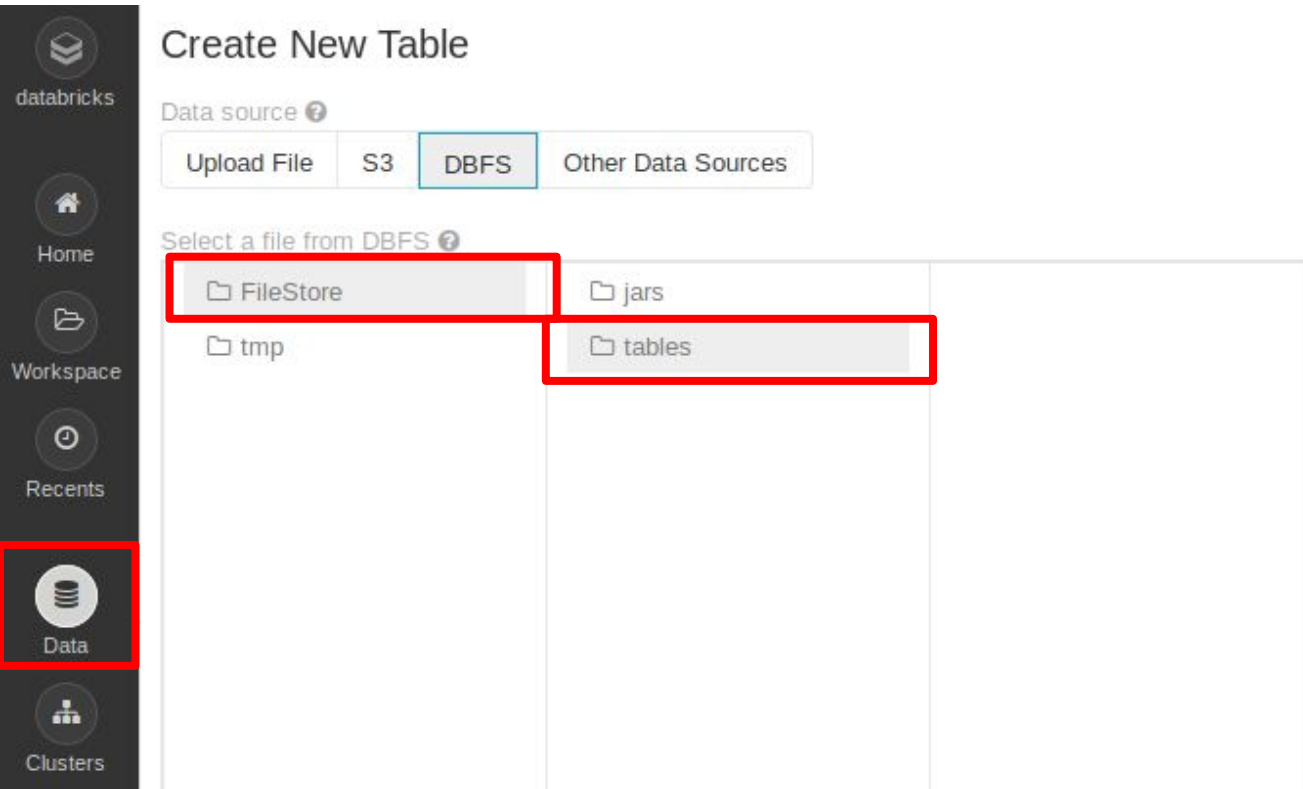 databricks
Home
Workspace
Recents
Data
Clusters
Create New Table
Data source
Upload File S3 DBFS Other Data Sources
Select a file from DBFS
FileStore
tmp
jars
tables